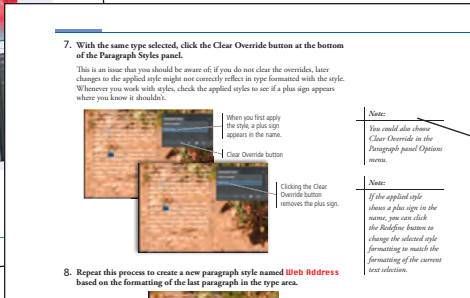 7. With the same type selected, click the Clear Override button at the bottom
of the Paragraph Styles panel.
This is an issue that you should be aware of; if you do not clear the overrides, later
changes to the applied style might not correctly reflect in type formatted with the style.
Whenever you work with styles, check the applied styles to see if a plus sign appears
where you know it shouldn't.
When you first apply
the style, a plus sign
appears in the name.
Clear Override button
Clicking the Clear
Override button
removes the plus sign.
Note:
You could also choose
Clear Override in the
Paragraph panel Options
menu.
Note:
If the applied style
shows a plus sign in the
name, you can click
the Redefine button to
change the selected style
formatting to match the
formatting of the current
text selection.
8. Repeat this process to create a new paragraph style named Web Address
based on the formatting of the last paragraph in the type area.